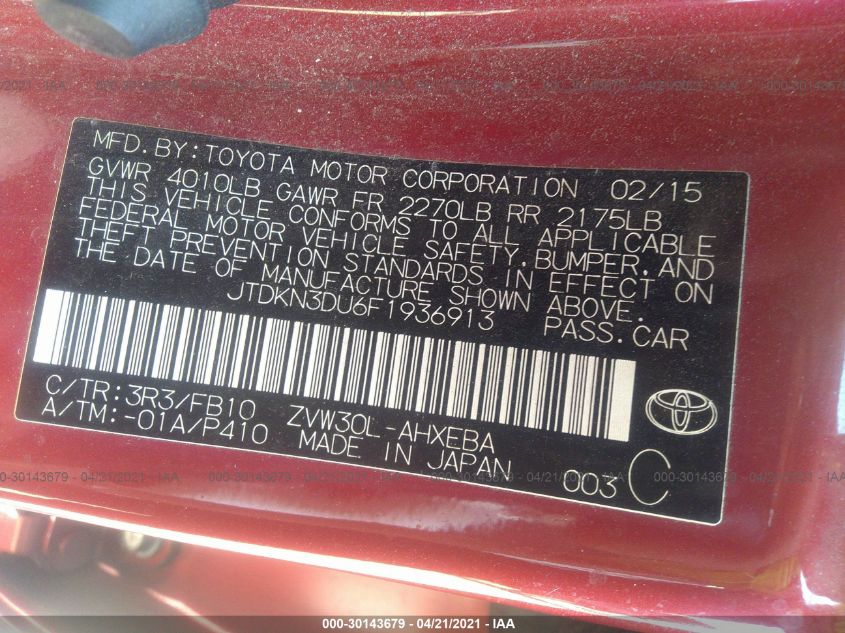 MFD. BY: TOYOTA MOTOR CORPORATION 02/15
GVWR 4010LB GAWR FR 2270LB RR 2175LB
THIS VEHICLE CONFORMS TO ALL APPLICABLE
FEDERAL MOTOR VEHICLE SAFETY, BUMPER, AND
THEFT PREVENTION STANDARDS IN EFFECT ON
THE DATE OF MANUFACTURE SHOWN ABOVE.
JTDKN3DU6F1936913 PASS. CAR
C/TR: 3R3/FB10 ZVW30L-AHXEBA
A/TM: -01A/P410 MADE IN JAPAN
003 C
000-30143679 - 04/21/2021 - IAA